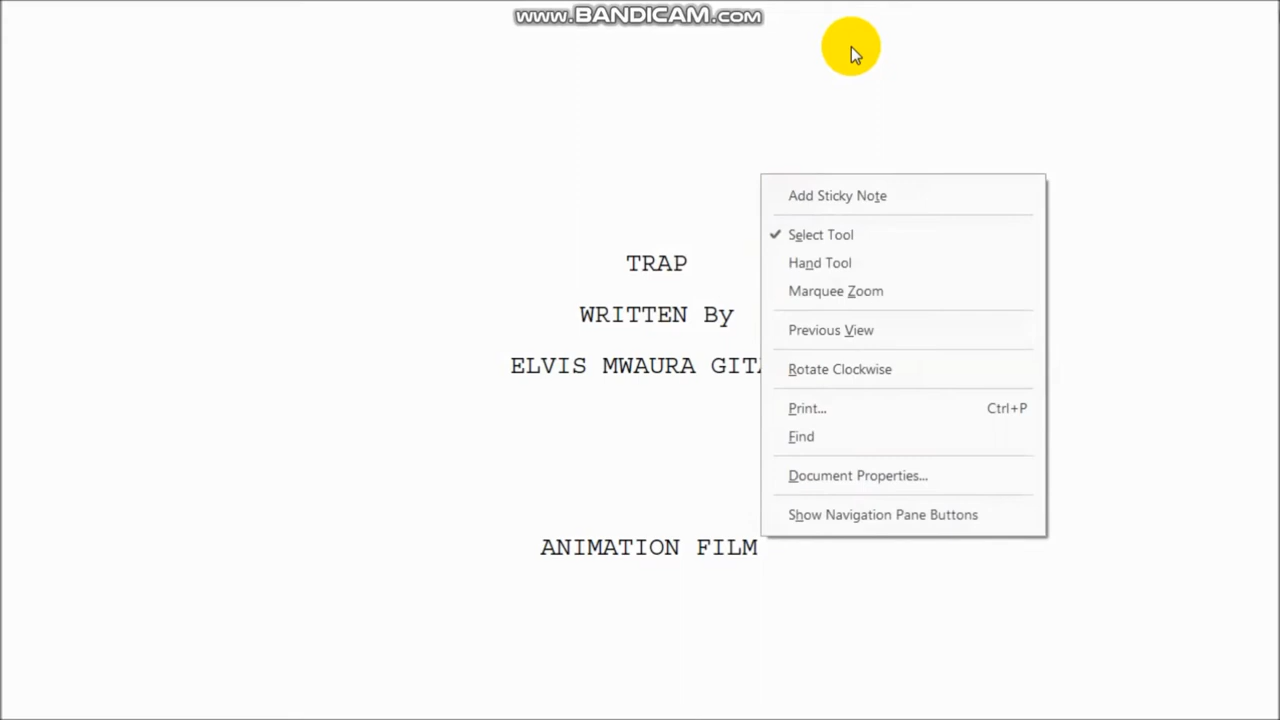 www.BANDICAM.com
Add Sticky Note
Select Tool
TRAP
Hand Tool
Marquee Zoom
WRITTEN By
Previous View
ELVIS MWAURA
Rotate Clockwise
Print... Ctrl+P
Find
Document Properties...
Show Navigation Pane Buttons
ANIMATION FILM